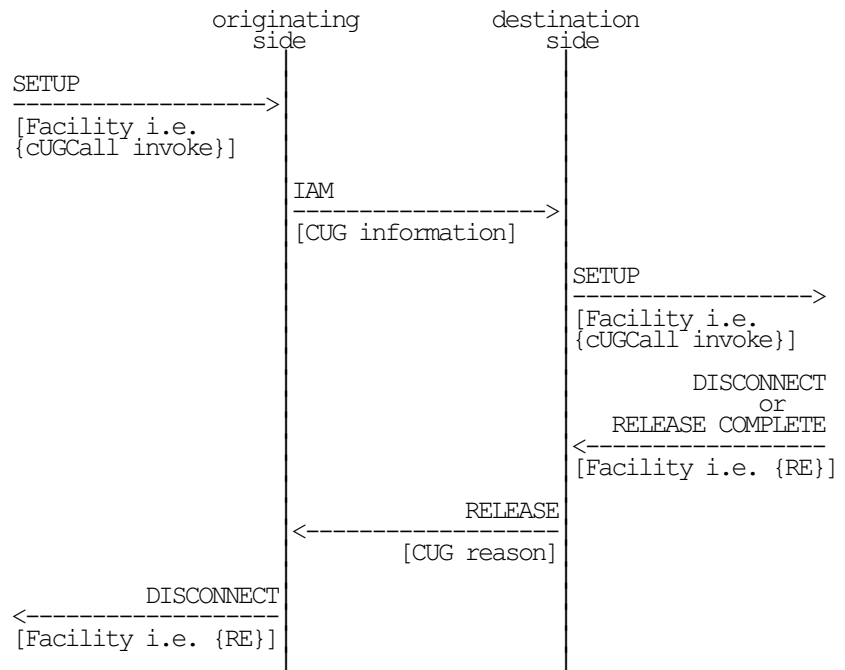 originating side
destination side
SETUP
[Facility i.e.
{cUGCall invoke}]
IAM
[CUG information]
SETUP
[Facility i.e.
{cUGCall invoke}]
DISCONNECT
or
RELEASE COMPLETE
[Facility i.e. {RE}]
RELEASE
[CUG reason]
DISCONNECT
[Facility i.e. {RE}]